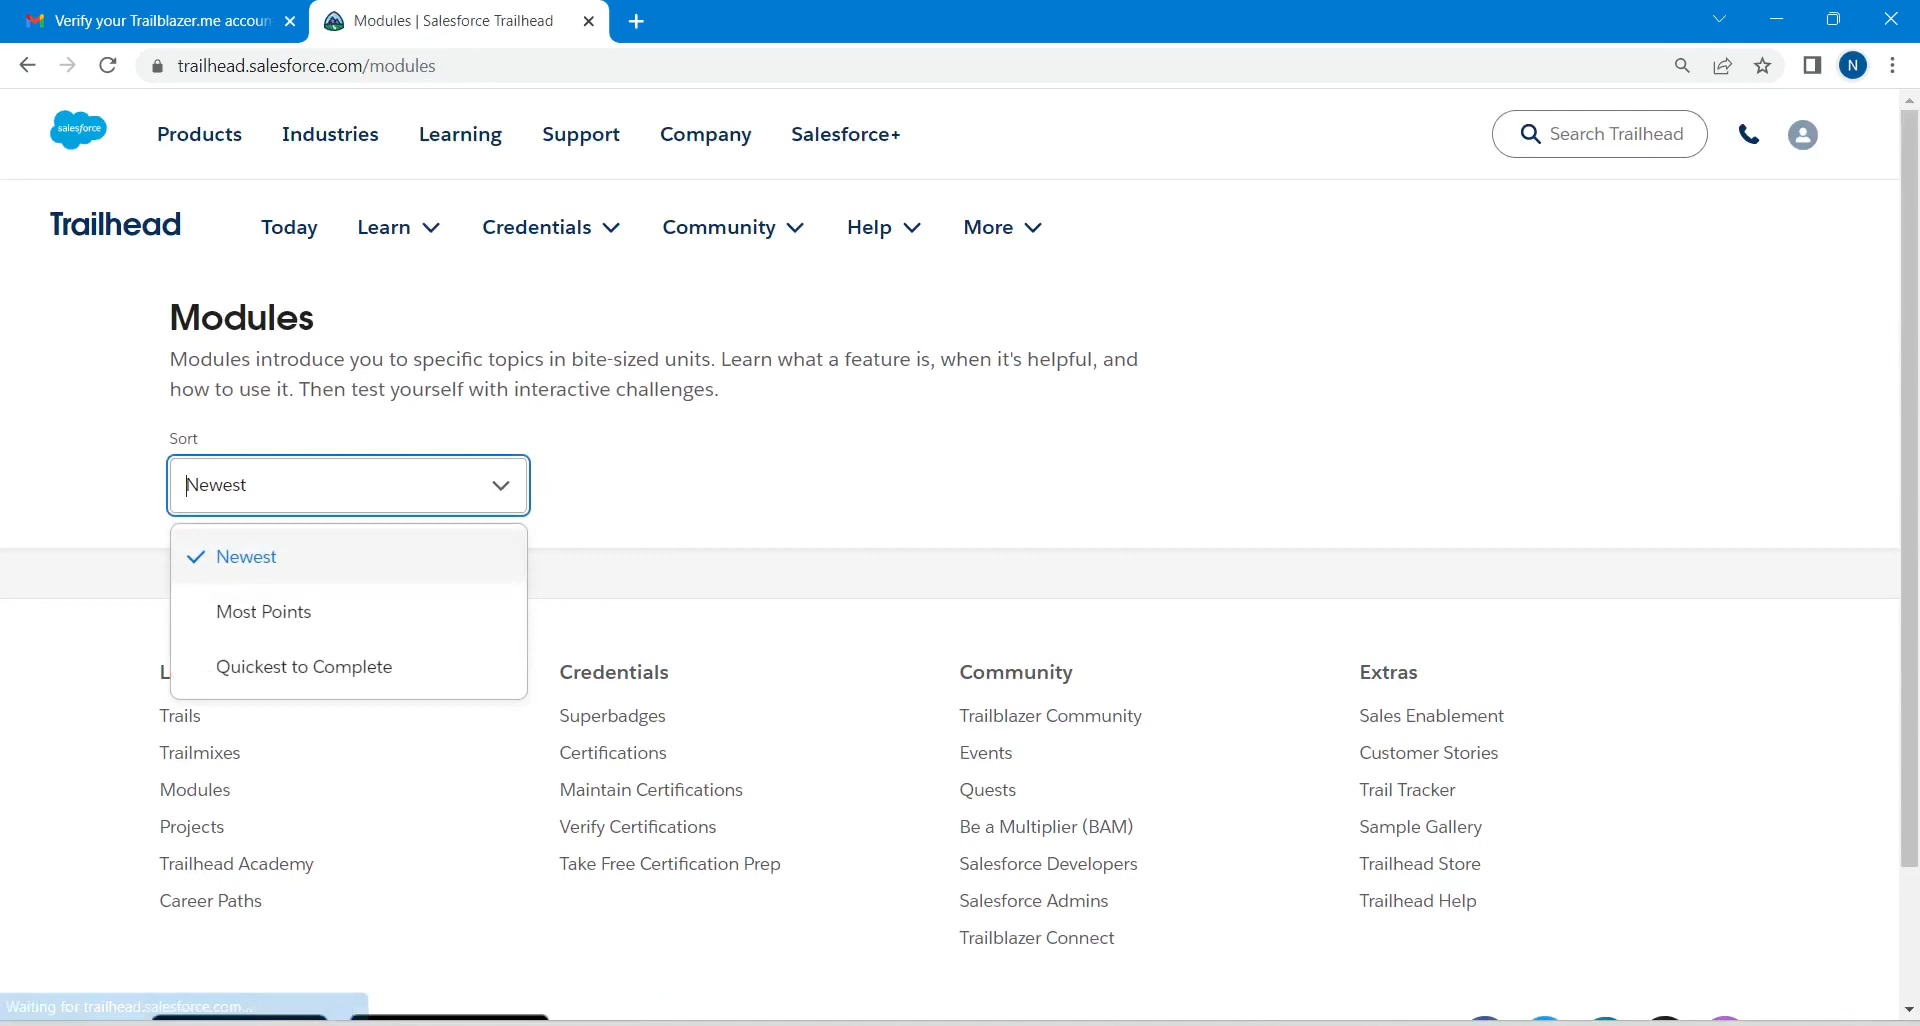 Verify your Trailblazer.me accoun
Modules | Salesforce Trailhead
trailhead.salesforce.com/modules
N
salesforce
Products
Industries
Learning
Support
Company
Salesforce+
Search Trailhead
Trailhead
Today
Learn
Credentials
Community
Help
More
Modules
Modules introduce you to specific topics in bite-sized units. Learn what a feature is, when it's helpful, and
how to use it. Then test yourself with interactive challenges.
Sort
Newest
Newest
Most Points
Quickest to Complete
L
Trails
Trailmixes
Modules
Projects
Trailhead Academy
Career Paths
Credentials
Superbadges
Certifications
Maintain Certifications
Verify Certifications
Take Free Certification Prep
Community
Trailblazer Community
Events
Quests
Be a Multiplier (BAM)
Salesforce Developers
Salesforce Admins
Trailblazer Connect
Extras
Sales Enablement
Customer Stories
Trail Tracker
Sample Gallery
Trailhead Store
Trailhead Help
Waiting for trailhead.salesforce.com...